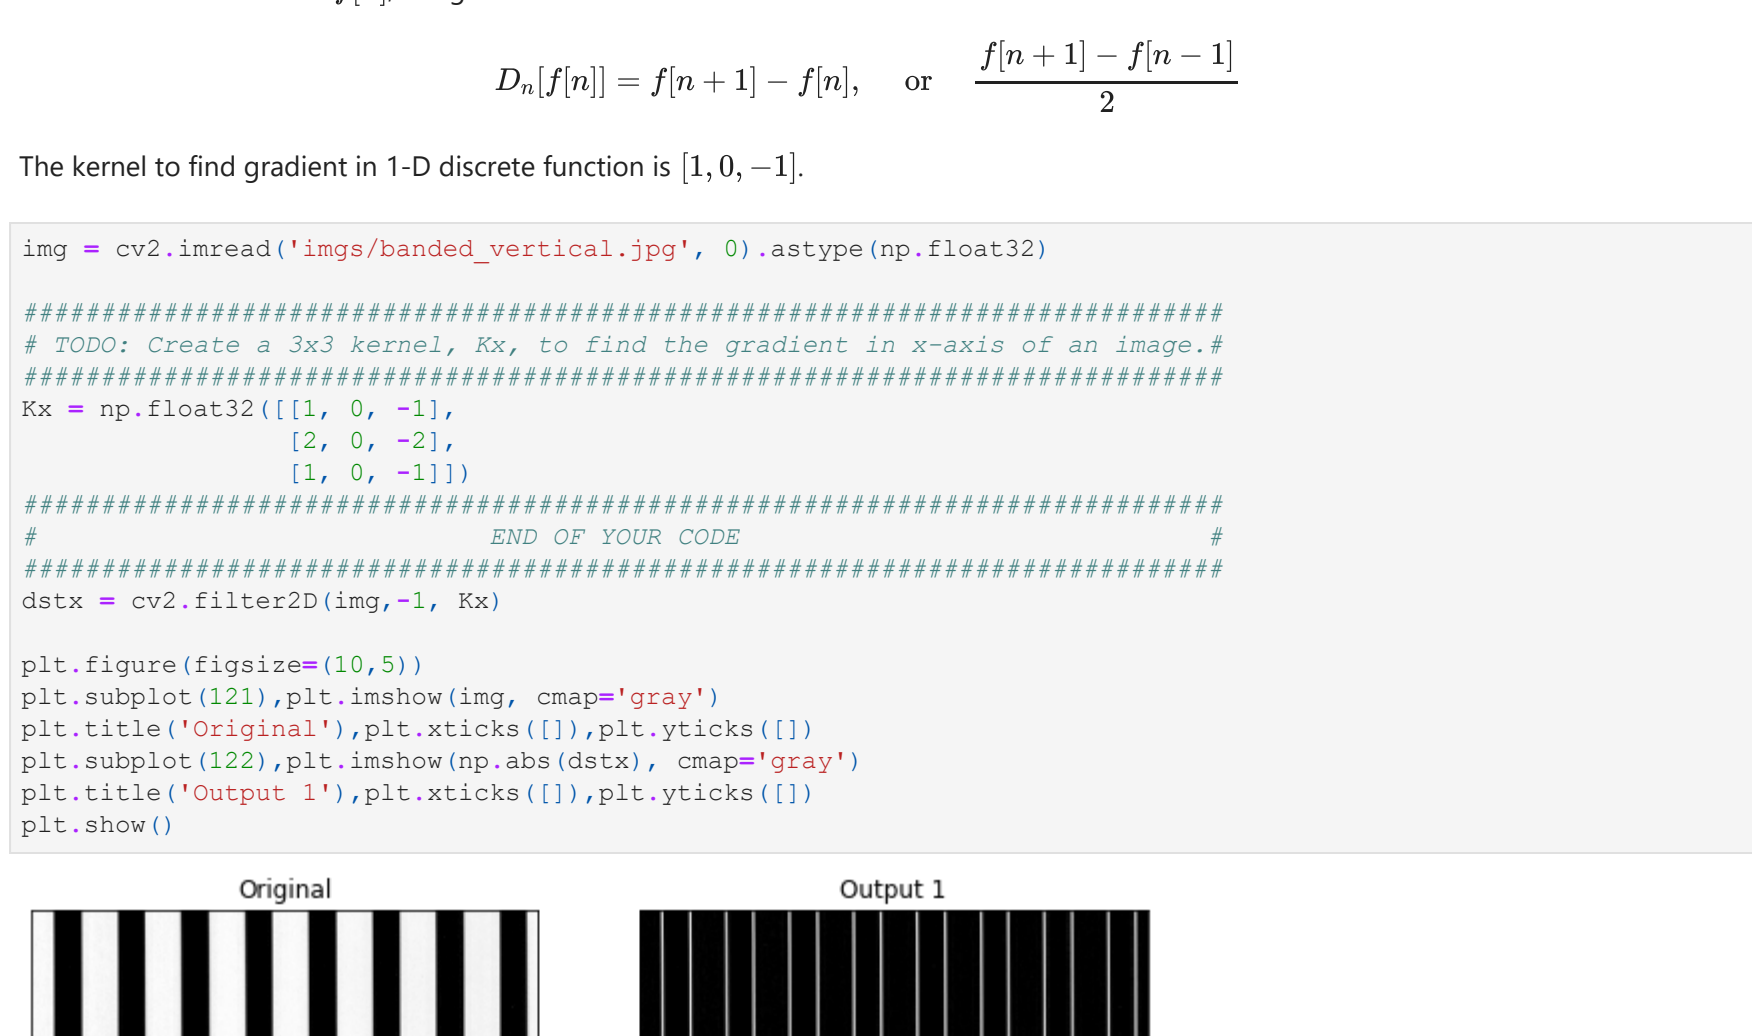 D_n[f[n]] = f[n + 1] − f[n], or f[n + 1] − f[n − 1] / 2
The kernel to find gradient in 1-D discrete function is [1, 0, −1].
img = cv2.imread('imgs/banded_vertical.jpg', 0).astype(np.float32)
#############################################################################
# TODO: Create a 3x3 kernel, Kx, to find the gradient in x-axis of an image.#
#############################################################################
Kx = np.float32([[1, 0, -1],
                 [2, 0, -2],
                 [1, 0, -1]])
#############################################################################
#                             END OF YOUR CODE                              #
#############################################################################
dstx = cv2.filter2D(img,-1, Kx)
plt.figure(figsize=(10,5))
plt.subplot(121),plt.imshow(img, cmap='gray')
plt.title('Original'),plt.xticks([]),plt.yticks([])
plt.subplot(122),plt.imshow(np.abs(dstx), cmap='gray')
plt.title('Output 1'),plt.xticks([]),plt.yticks([])
plt.show()
Original
Output 1